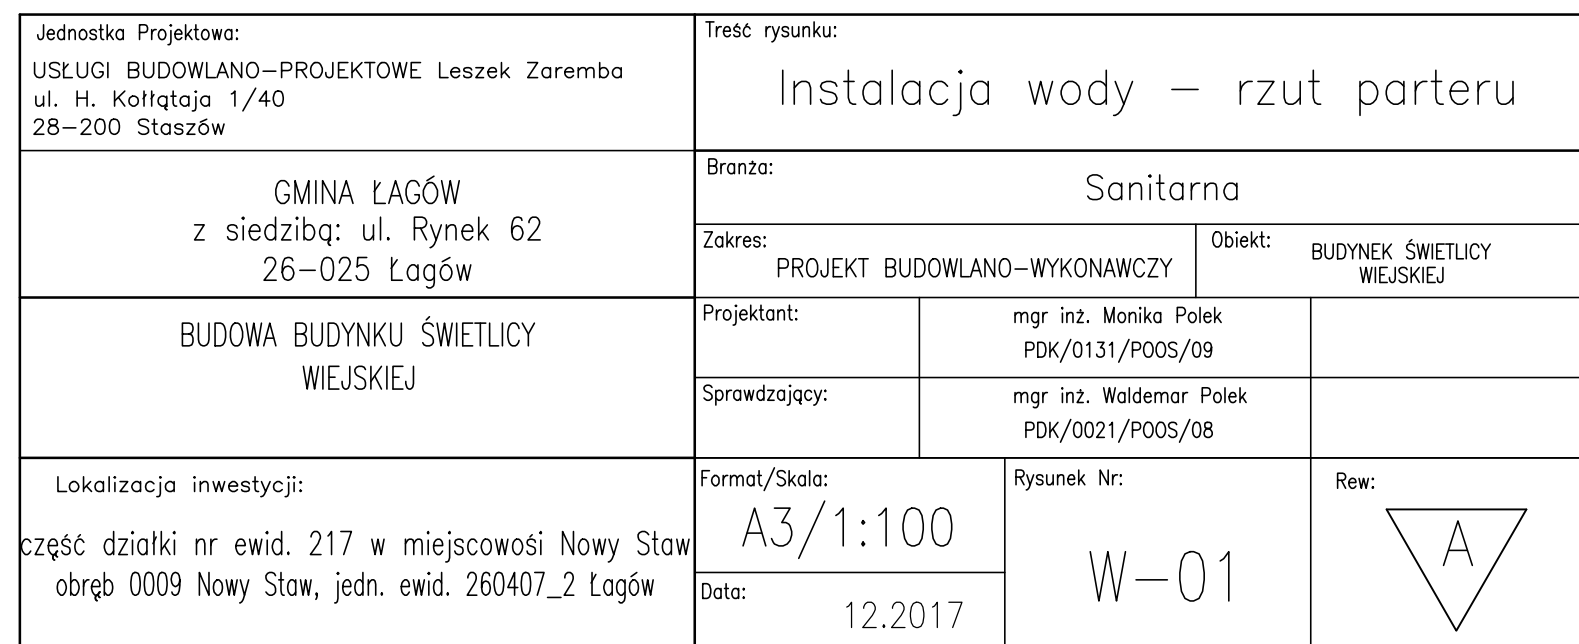 Jednostka Projektowa:
USŁUGI BUDOWLANO-PROJEKTOWE Leszek Zaremba
ul. H. Kołłątaja 1/40
28-200 Staszów
GMINA ŁAGÓW
z siedzibą: ul. Rynek 62
26-025 Łagów
BUDOWA BUDYNKU ŚWIETLICY
WIEJSKIEJ
Lokalizacja inwestycji:
część działki nr ewid. 217 w miejscowośi Nowy Staw
obręb 0009 Nowy Staw, jedn. ewid. 260407_2 Łagów
Treść rysunku:
Instalacja wody - rzut parteru
Branża:
Sanitarna
Zakres:
PROJEKT BUDOWLANO-WYKONAWCZY
Obiekt:
BUDYNEK ŚWIETLICY
WIEJSKIEJ
Projektant:
mgr inż. Monika Polek
PDK/0131/POOS/09
Sprawdzający:
mgr inż. Waldemar Polek
PDK/0021/POOS/08
Format/Skala:
A3/1:100
Data:
12.2017
Rysunek Nr:
W-01
Rew:
A